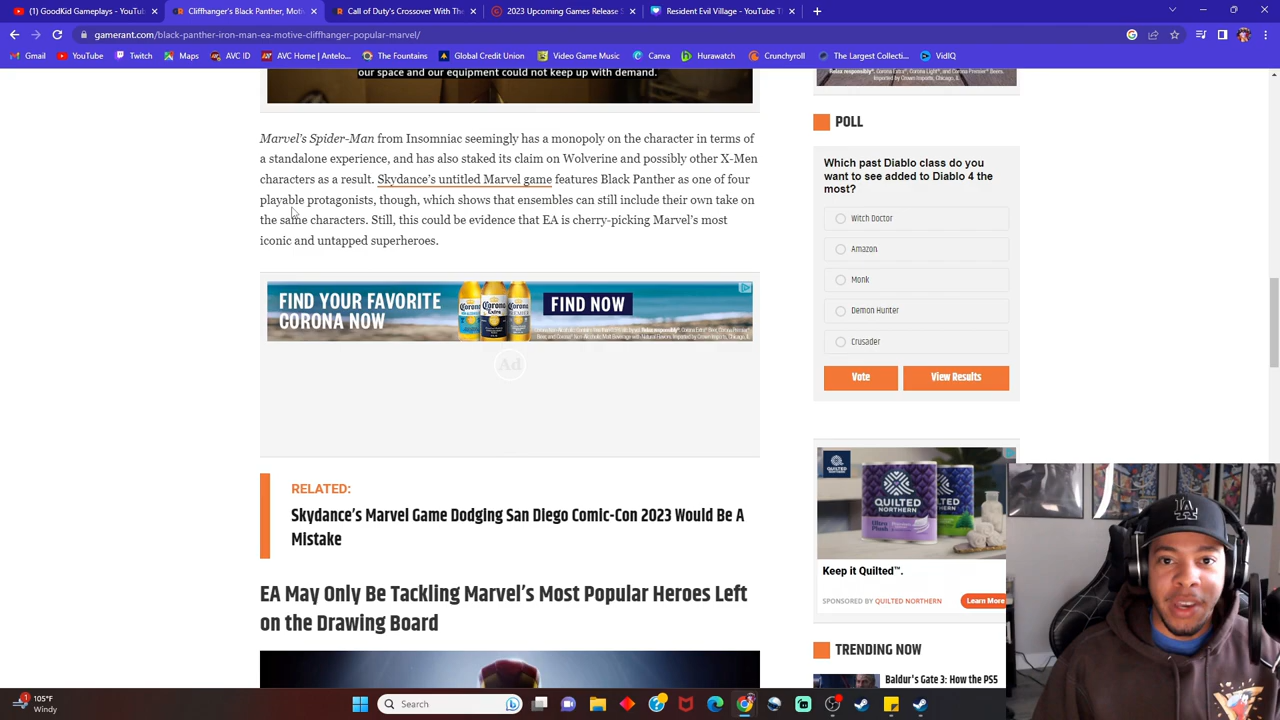 (1) GoodKid Gameplays - YouTube
Cliffhanger's Black Panther Moti
Call of Duty's Crossovers Need T
2023 Upcoming Games Release S
Resident Evil Village - YouTube T
gamerant.com/black-panther-iron-man-motive-cliffhanger-marvel/
Gmail YouTube Twitch Maps AVC ID AVC Home | Antelo... The Fountains Global Credit Union Video Game Music Canva Hurawatch Crunchyroll The Largest Collecti... VidIQ
our space and our equipment could not keep up with demand.
Marvel's Spider-Man from Insomniac seemingly has a monopoly on the character in terms of
a standalone experience, and has also staked its claim on Wolverine and possibly other X-Men
characters as a result. Skydance's untitled Marvel game features Black Panther as one of four
playable protagonists, though, which shows that ensembles can still include their own take on
the same characters. Still, this could be evidence that EA is cherry-picking Marvel's most
iconic and untapped superheroes.
FIND YOUR FAVORITE
CORONA NOW
FIND NOW
Ad
RELATED:
Skydance's Marvel Game Dodging San Diego Comic-Con 2023 Would Be A
Mistake
EA May Only Be Tackling Marvel's Most Popular Heroes Left
on the Drawing Board
POLL
Which past Diablo class do you
want to see added to Diablo 4 the
most?
Witch Doctor
Amazon
Monk
Demon Hunter
Crusader
Vote
View Results
QUILTED
NORTHERN
Ultra
Plush
Keep it Quilted™.
SPONSORED BY QUILTED NORTHERN
Learn More
TRENDING NOW
Baldur's Gate 3: How the PS5
LA
105°F
Windy
Search